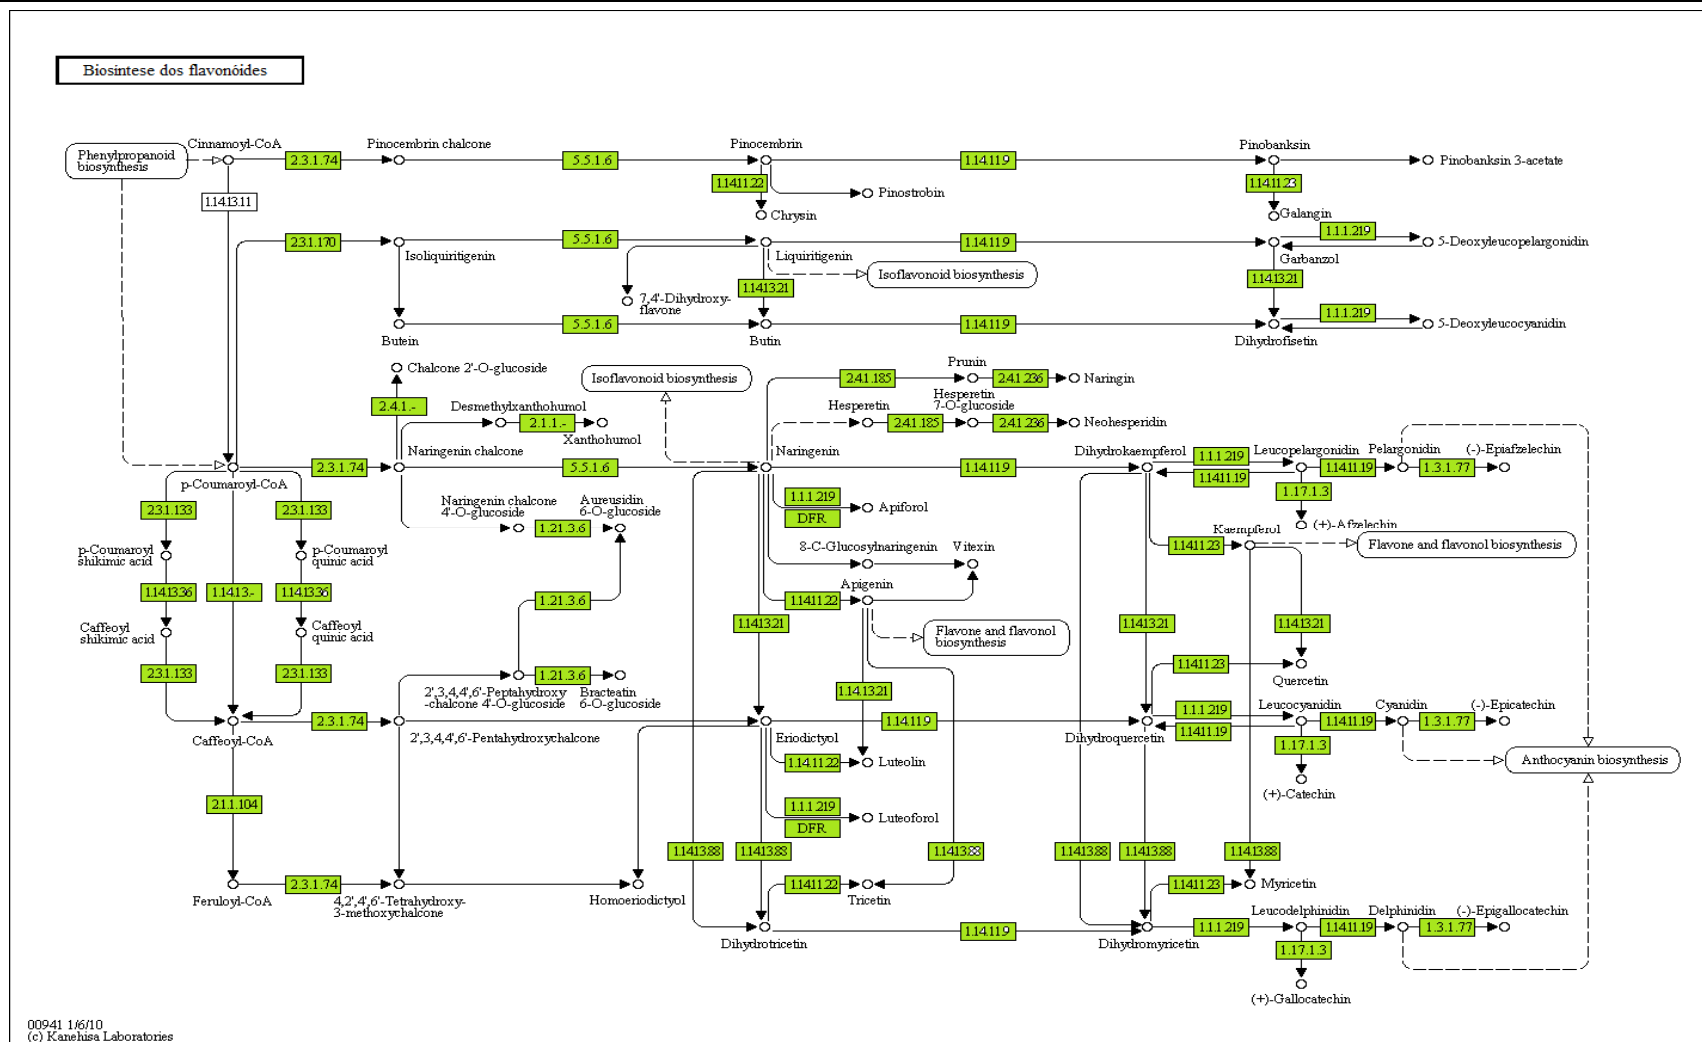 Biosintese dos flavonóides
Phenylpropanoid
biosynthesis
Cinnamoyl-CoA
2.3.1.74
Pinocembrin chalcone
5.5.1.6
Pinocembrin
1.14.11.9
Pinobanksin
Pinobanksin 3-acetate
1.14.13.11
1.14.11.22
Pinostrobin
Chrysin
1.14.11.23
Galangin
2.3.1.170
Isoliquiritigenin
5.5.1.6
Liquiritigenin
1.14.11.9
Garbanzol
1.1.1.219
5-Deoxyleucopelargonidin
Isoflavonoid biosynthesis
7,4'-Dihydroxy-
flavone
1.14.13.21
1.14.13.21
Butein
5.5.1.6
Butin
1.14.11.9
Dihydrofisetin
1.1.1.219
5-Deoxyleucocyanidin
Chalcone 2'-O-glucoside
2.4.1.-
Isoflavonoid biosynthesis
2.4.1.185
Prunin
2.4.1.236
Naringin
Desmethylxanthohumol
2.1.1.-
Xanthohumol
Hesperetin
2.4.1.185
Hesperetin
7-O-glucoside
2.4.1.236
Neohesperidin
p-Coumaroyl-CoA
2.3.1.74
Naringenin chalcone
5.5.1.6
Naringenin
1.14.11.9
Dihydrokaempferol
1.1.1.219
1.14.11.19
Leucopelargonidin
1.14.11.19
Pelargonidin
1.3.1.77
(-)-Epiafzelechin
1.17.1.3
(+)-Afzelechin
2.3.1.133
2.3.1.133
Naringenin chalcone
4'-O-glucoside
1.21.3.6
Aureusidin
6-O-glucoside
1.1.1.219
DFR
Apiforol
p-Coumaroyl
shikimic acid
p-Coumaroyl
quinic acid
8-C-Glucosylnaringenin
Vitexin
1.14.11.23
Kaempferol
Flavone and flavonol biosynthesis
1.14.13.36
1.14.13.-
1.14.13.36
1.21.3.6
1.14.11.22
Apigenin
Caffeoyl
shikimic acid
Caffeoyl
quinic acid
1.14.13.21
Flavone and flavonol
biosynthesis
1.14.13.21
1.14.13.21
2.3.1.133
2.3.1.133
2',3,4,4',6'-Peptahydroxy
-chalcone 4'-O-glucoside
1.21.3.6
Bracteatin
6-O-glucoside
1.14.13.21
1.14.11.23
Quercetin
Caffeoyl-CoA
2.3.1.74
2',3,4,4',6'-Pentahydroxychalcone
Eriodictyol
1.14.11.9
Dihydroquercetin
1.1.1.219
1.14.11.19
Leucocyanidin
1.14.11.19
Cyanidin
1.3.1.77
(-)-Epicatechin
1.17.1.3
(+)-Catechin
Anthocyanin biosynthesis
1.14.11.22
Luteolin
2.1.1.104
1.1.1.219
DFR
Luteoforol
1.14.13.88
1.14.13.88
1.14.13.88
1.14.13.88
1.14.13.88
1.14.13.88
Feruloyl-CoA
2.3.1.74
4,2',4',6'-Tetrahydroxy-
3-methoxychalcone
Homoeriodictyol
1.14.11.22
Tricetin
1.14.11.23
Myricetin
Dihydrotricetin
1.14.11.9
Dihydromyricetin
1.1.1.219
Leucodelphinidin
1.14.11.19
Delphinidin
1.3.1.77
(-)-Epigallocatechin
1.17.1.3
(+)-Gallocatechin
00941 1/6/10
(c) Kanehisa Laboratories